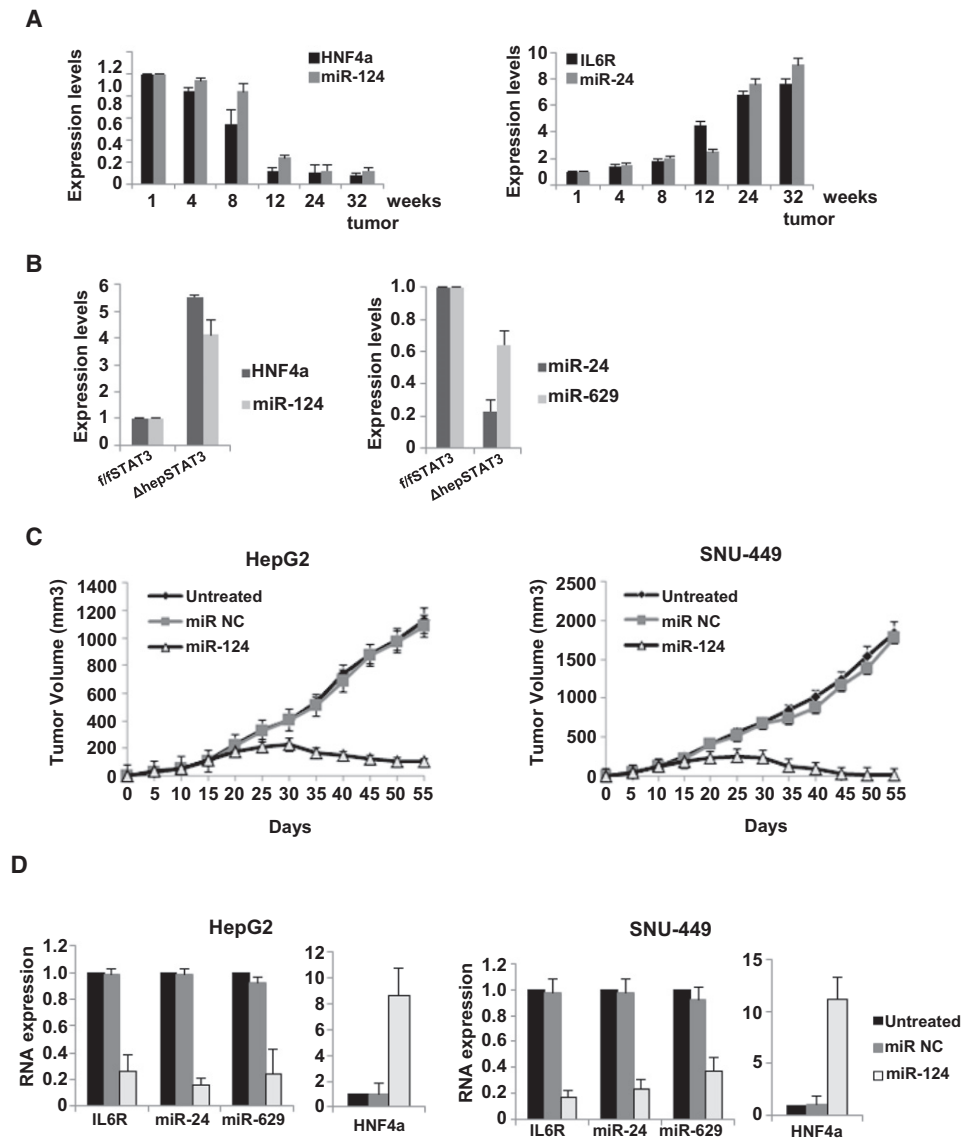 A
Expression levels
1.2
1.0
0.8
0.6
0.4
0.2
0
HNF4a
miR-124
1 4 8 12 24 32 weeks
tumor
Expression levels
10
8
6
4
2
0
IL6R
miR-24
1 4 8 12 24 32 weeks
tumor
B
Expression levels
6
5
4
3
2
1
0
f/fSTAT3
ΔhepSTAT3
HNF4a
miR-124
Expression levels
1.0
0.8
0.6
0.4
0.2
0
f/fSTAT3
ΔhepSTAT3
miR-24
miR-629
C
HepG2
Tumor Volume (mm3)
1400
1200
1000
800
600
400
200
0
Untreated
miR NC
miR-124
0 5 10 15 20 25 30 35 40 45 50 55
Days
SNU-449
Tumor Volume (mm3)
2500
2000
1500
1000
500
0
Untreated
miR NC
miR-124
0 5 10 15 20 25 30 35 40 45 50 55
Days
D
HepG2
RNA expression
1.2
1.0
0.8
0.6
0.4
0.2
0
IL6R miR-24 miR-629
12
10
8
6
4
2
0
HNF4a
SNU-449
RNA expression
1.2
1.0
0.8
0.6
0.4
0.2
0
IL6R miR-24 miR-629
15
10
5
0
HNF4a
Untreated
miR NC
miR-124